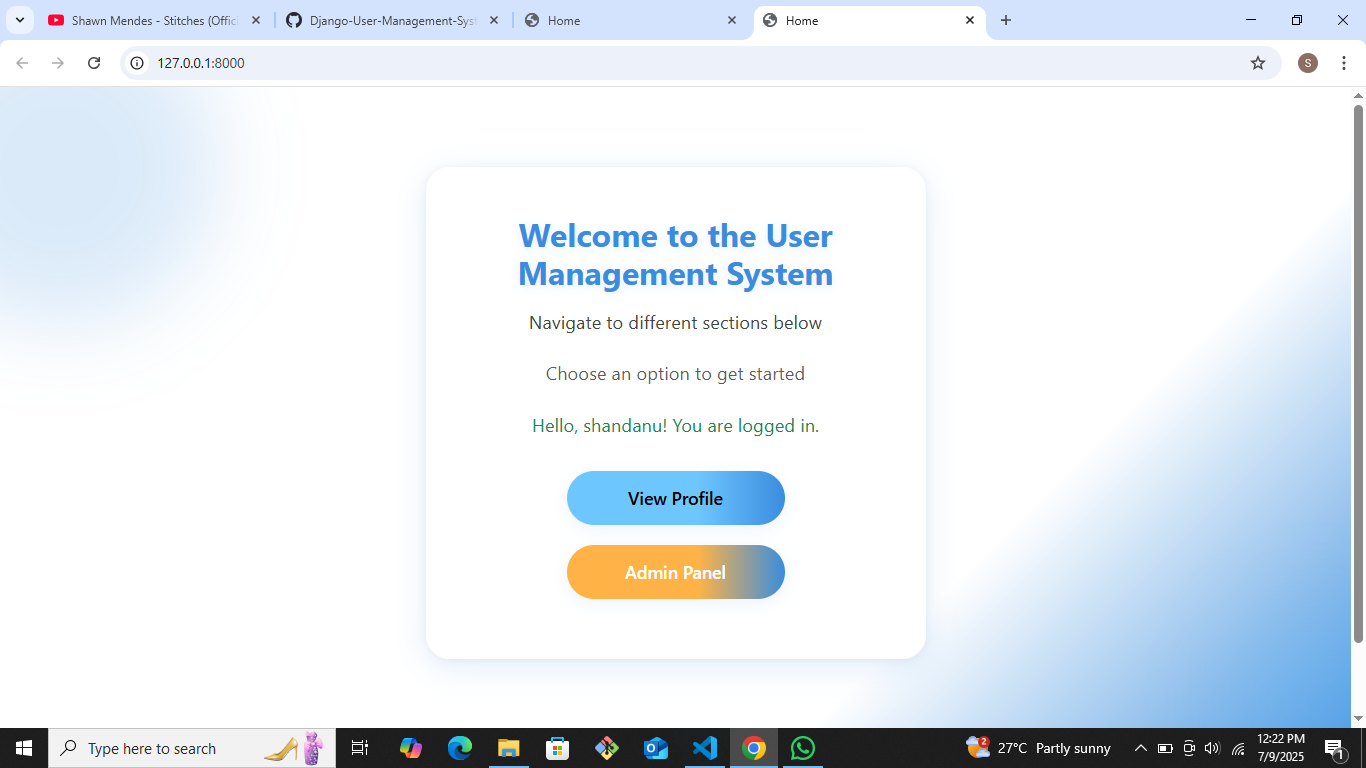 Shawn Mendes - Stitches (Offici
Django-User-Management-Syst
Home
Home
127.0.0.1:8000
S
Welcome to the User
Management System
Navigate to different sections below
Choose an option to get started
Hello, shandanu! You are logged in.
View Profile
Admin Panel
Type here to search
2
27°C Partly sunny
12:22 PM
7/9/2025
1